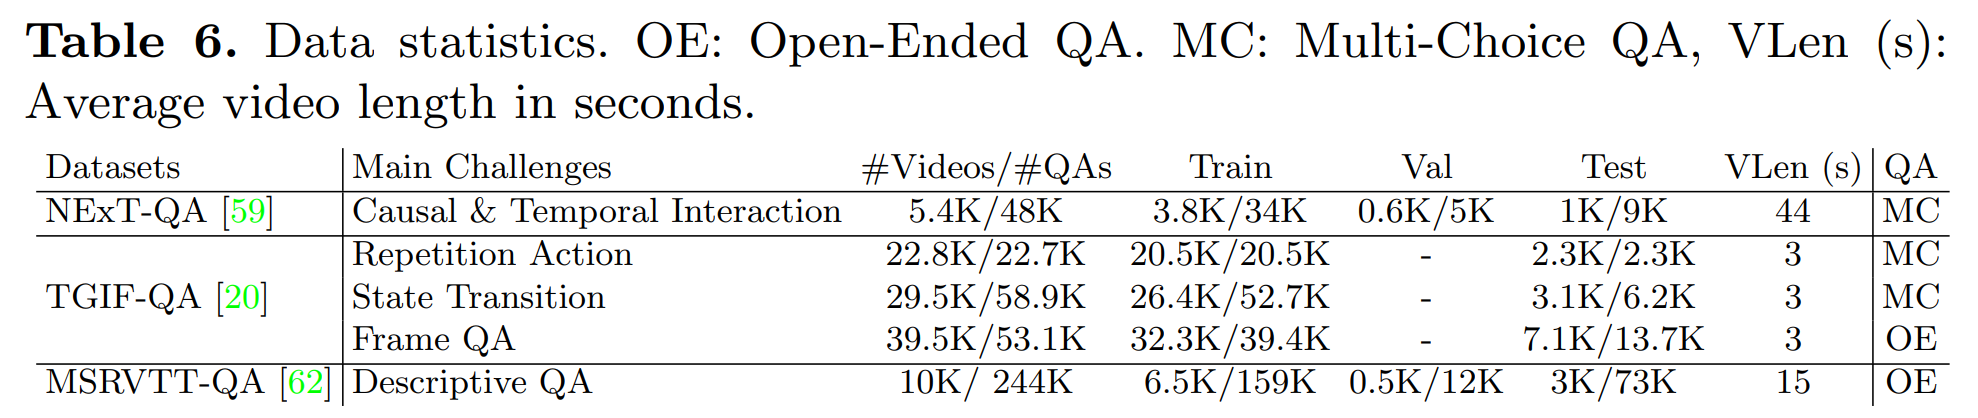 Table 6. Data statistics. OE: Open-Ended QA. MC: Multi-Choice QA, VLen (s):
Average video length in seconds.
Datasets Main Challenges #Videos/#QAs Train Val Test VLen (s) QA
NExT-QA [59] Causal & Temporal Interaction 5.4K/48K 3.8K/34K 0.6K/5K 1K/9K 44 MC
Repetition Action 22.8K/22.7K 20.5K/20.5K - 2.3K/2.3K 3 MC
TGIF-QA [20] State Transition 29.5K/58.9K 26.4K/52.7K - 3.1K/6.2K 3 MC
Frame QA 39.5K/53.1K 32.3K/39.4K - 7.1K/13.7K 3 OE
MSRVTT-QA [62] Descriptive QA 10K/ 244K 6.5K/159K 0.5K/12K 3K/73K 15 OE